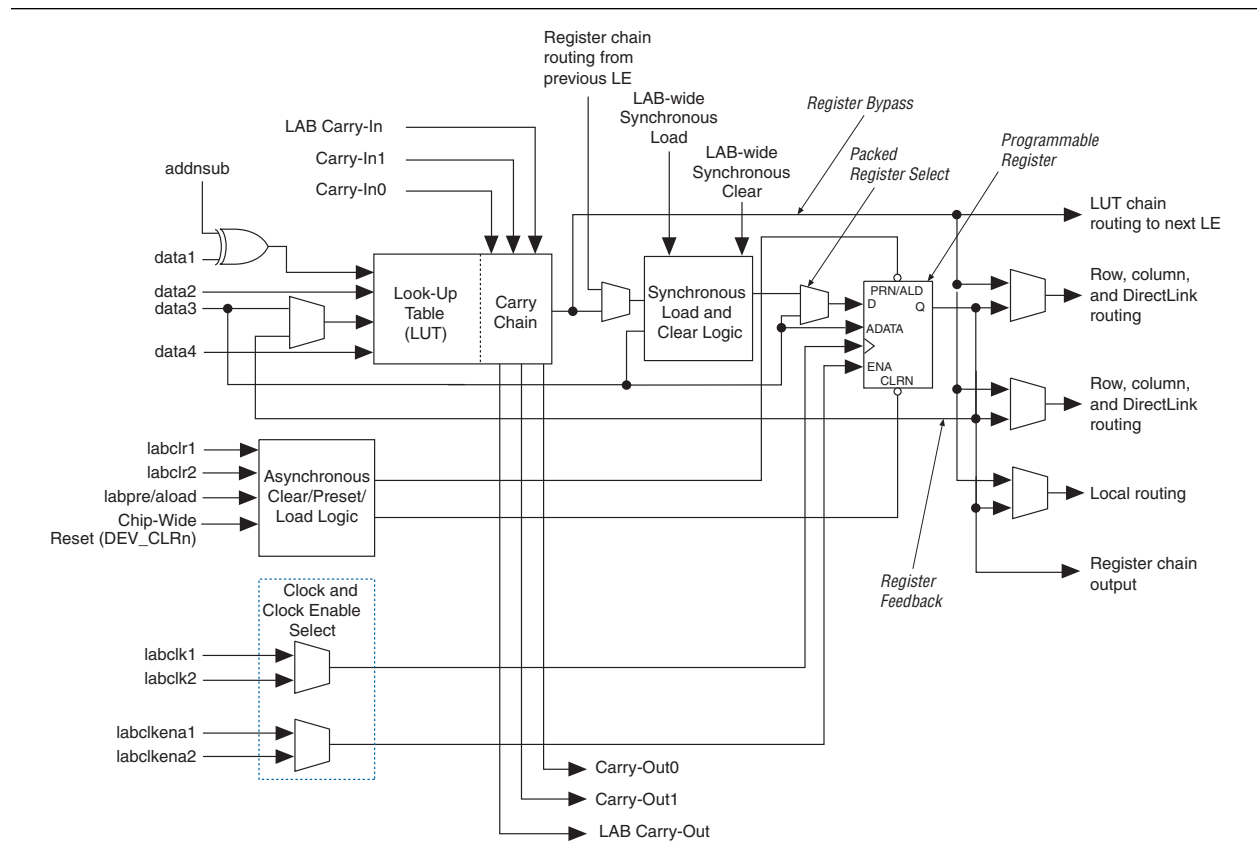 Register chain
routing from
previous LE
LAB-wide
Synchronous
Load
LAB-wide
Synchronous
Clear
Register Bypass
Packed
Register Select
Programmable
Register
LAB Carry-In
Carry-In1
Carry-In0
addnsub
data1
data2
data3
data4
Look-Up
Table
(LUT)
Carry
Chain
Synchronous
Load and
Clear Logic
PRN/ALD
D
Q
ADATA
ENA
CLRN
LUT chain
routing to next LE
Row, column,
and DirectLink
routing
Row, column,
and DirectLink
routing
Local routing
Register chain
output
Register
Feedback
labclr1
labclr2
labpre/aload
Chip-Wide
Reset (DEV_CLRn)
Asynchronous
Clear/Preset/
Load Logic
Clock and
Clock Enable
Select
labclk1
labclk2
labclkena1
labclkena2
Carry-Out0
Carry-Out1
LAB Carry-Out